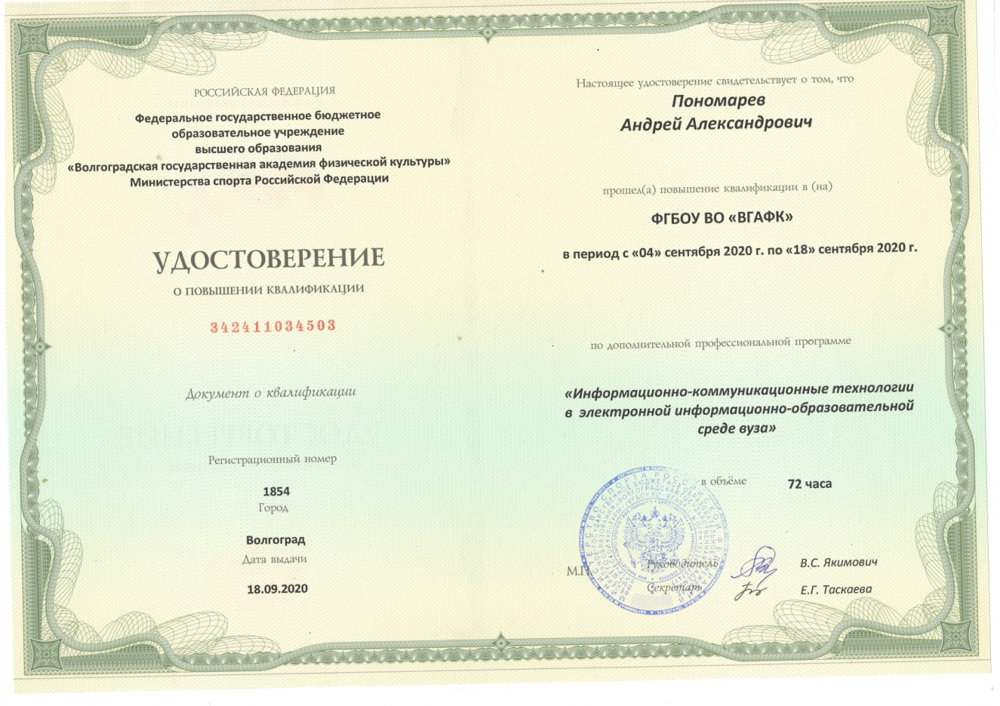 РОССИЙСКАЯ ФЕДЕРАЦИЯ
Федеральное государственное бюджетное
образовательное учреждение
высшего образования
«Волгоградская государственная академия физической культуры»
Министерства спорта Российской Федерации
УДОСТОВЕРЕНИЕ
О ПОВЫШЕНИИ КВАЛИФИКАЦИИ
342411034503
Документ о квалификации
Регистрационный номер
1854
Город
Волгоград
Дата выдачи
18.09.2020
Настоящее удостоверение свидетельствует о том, что
Пономарев
Андрей Александрович
прошел(а) повышение квалификации в (на)
ФГБОУ ВО «ВГАФК»
в период с «04» сентября 2020 г. по «18» сентября 2020 г.
по дополнительной профессиональной программе
«Информационно-коммуникационные технологии
в электронной информационно-образовательной
среде вуза»
в объёме 72 часа
М.П.
Руководитель В.С. Якимович
Секретарь Е.Г. Таскаева
МИНИСТЕРСТВО СПОРТА РОССИЙСКОЙ ФЕДЕРАЦИИ